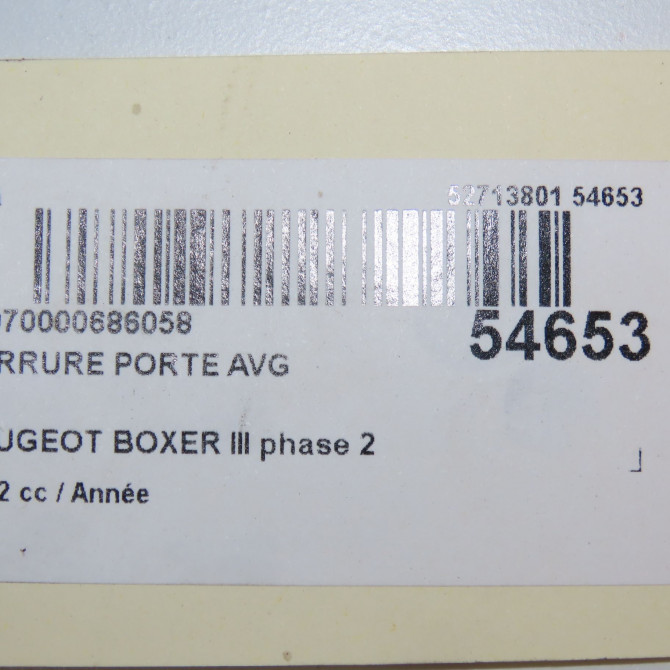 52713801 54653
070000686058
54653
RRURE PORTE AVG
UGEOT BOXER III phase 2
2 cc / Année